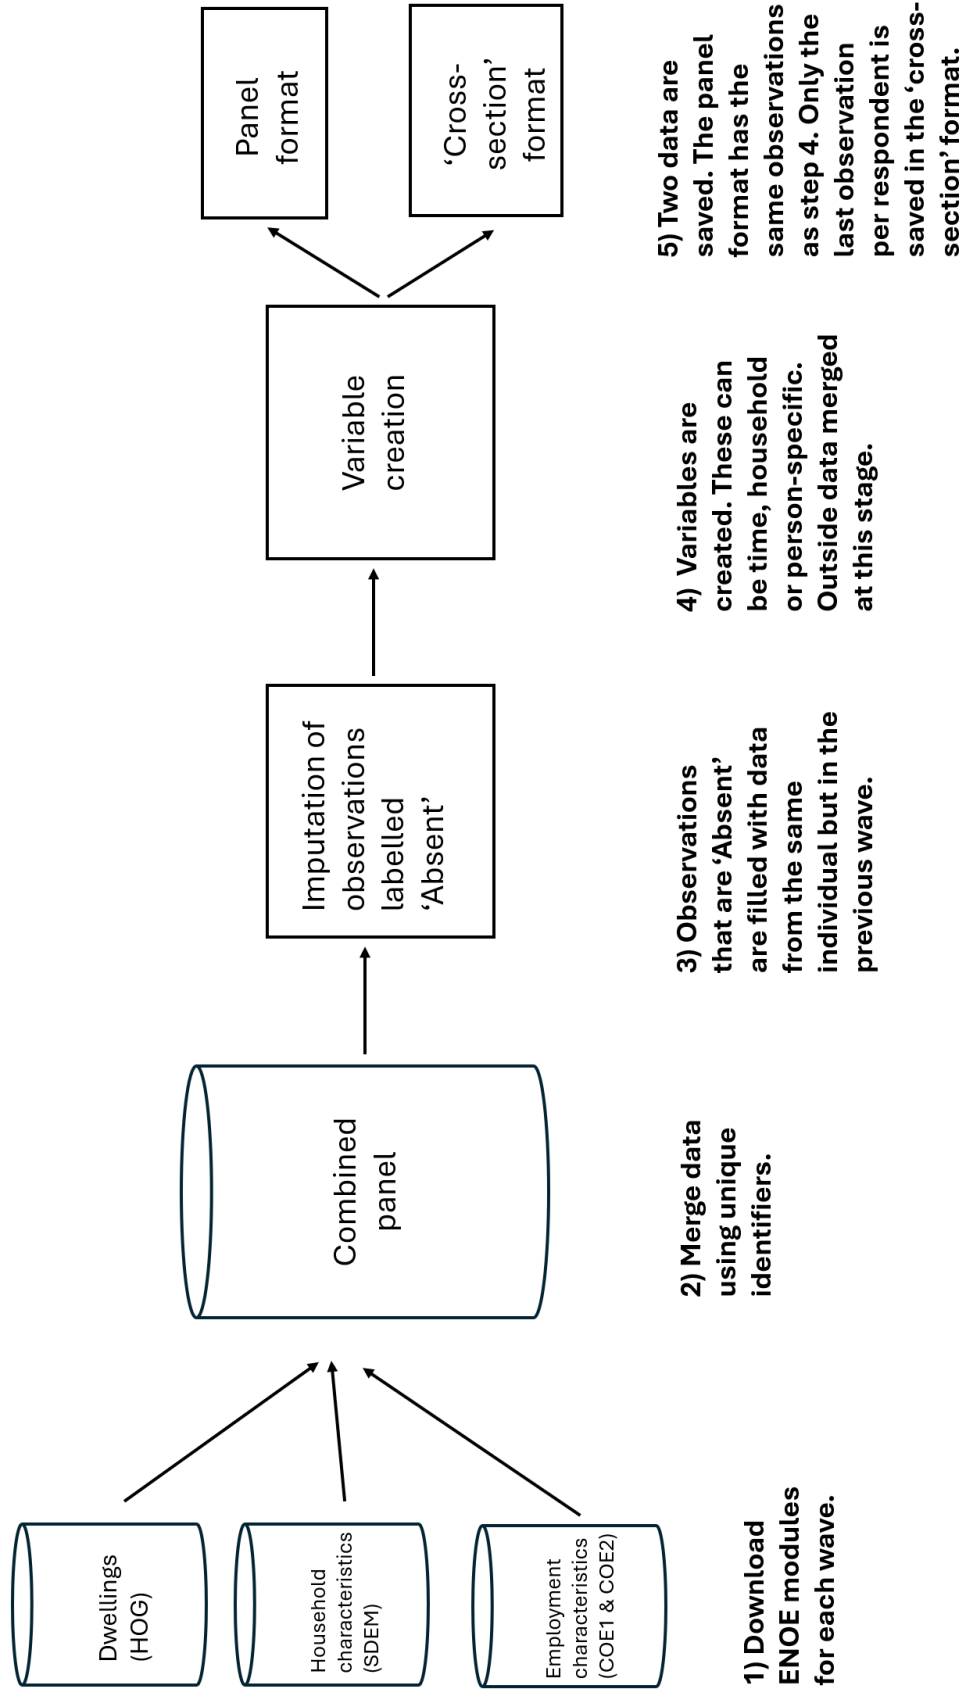 Dwellings
(HOG)
Household
characteristics
(SDEM)
Employment
characteristics
(COE1 & COE2)
1) Download
ENOE modules
for each wave.
Combined
panel
2) Merge data
using unique
identifiers.
Imputation of
observations
labelled
‘Absent’
3) Observations
that are ‘Absent’
are filled with data
from the same
individual but in the
previous wave.
Variable
creation
4) Variables are
created. These can
be time, household
or person-specific.
Outside data merged
at this stage.
Panel
format
‘Cross-
section’
format
5) Two data are
saved. The panel
format has the
same observations
as step 4. Only the
last observation
per respondent is
saved in the ‘cross-
section’ format.